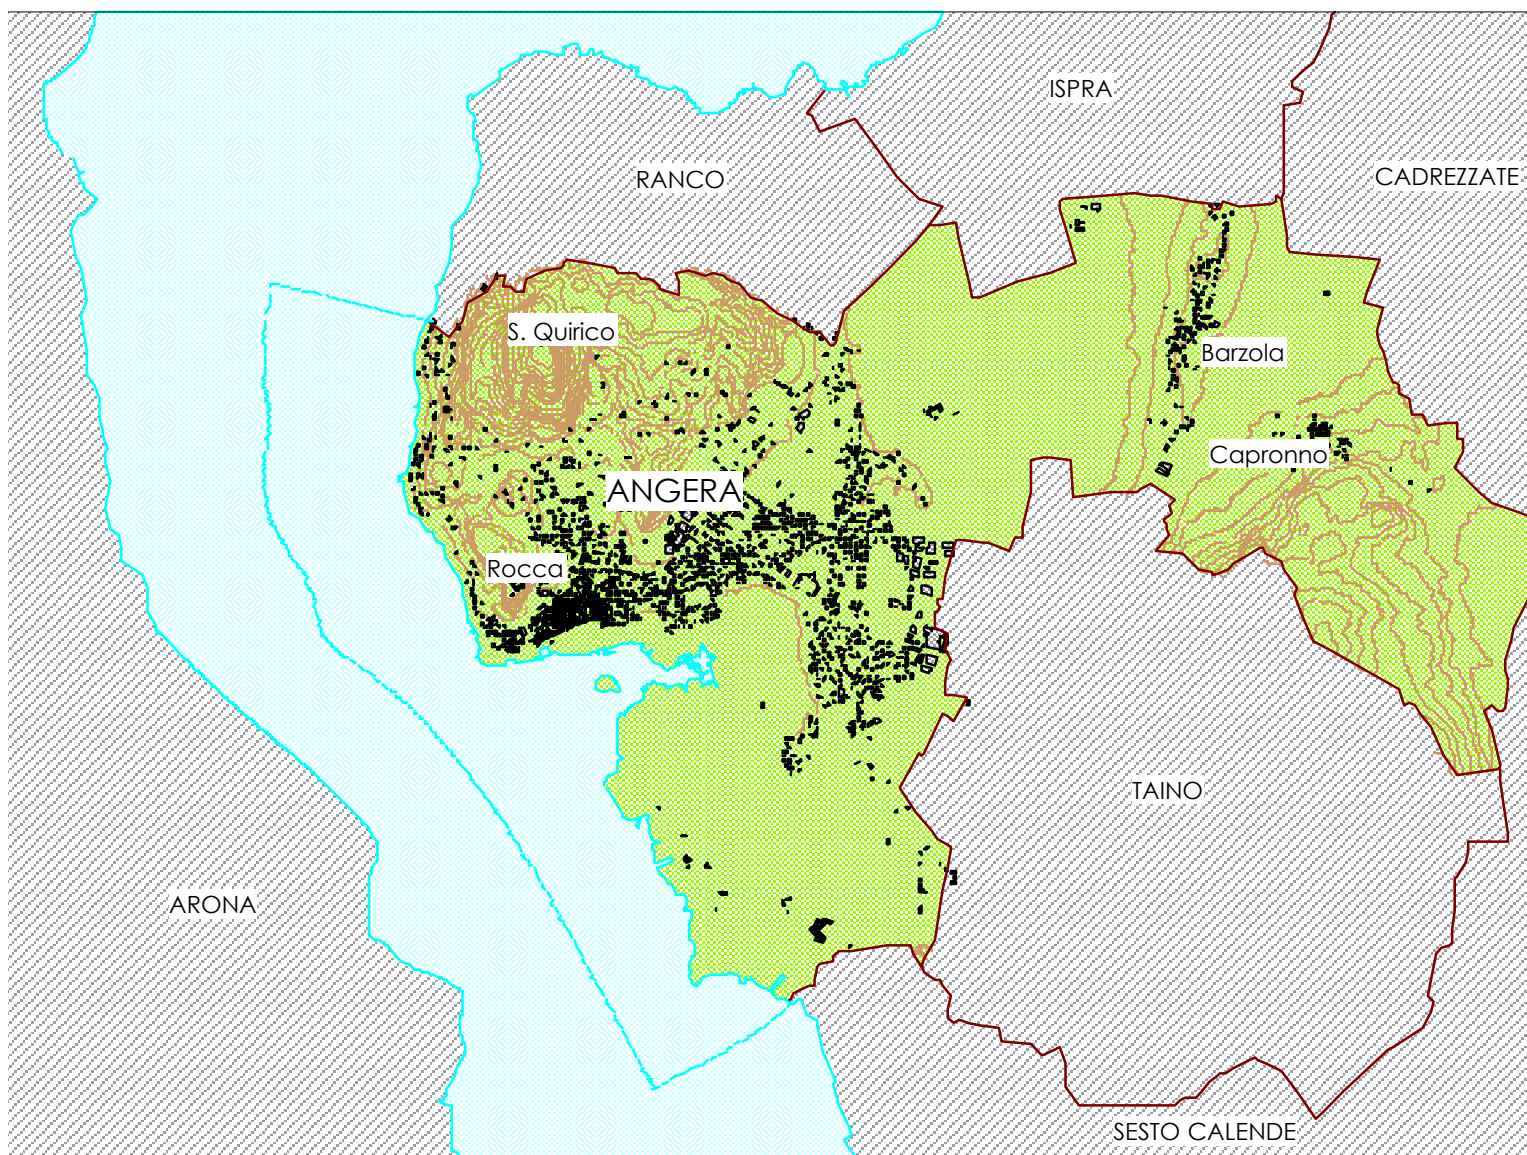 ISPRA
RANCO
CADREZZATE
S. Quirico
Barzola
Capronno
ANGERA
Rocca
TAINO
ARONA
SESTO CALENDE